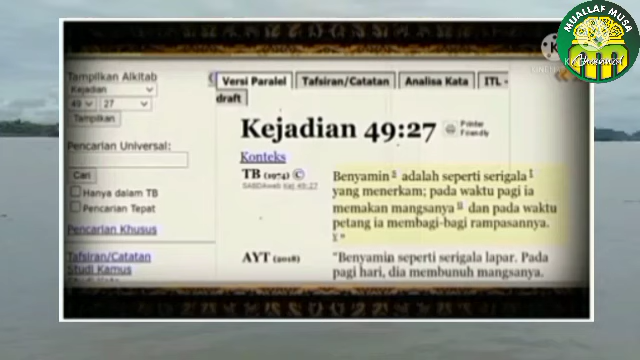 MUALLAF MUSA
Channel
Tampilkan Alkitab
Kejadian
49 27
Tampilkan
Pencarian Universal:
Cari
Hanya dalam TB
Pencarian Tepat
Pencarian Khusus
Tafsiran/Catatan
Studi Kamus
Versi Paralel
Tafsiran/Catatan
Analisa Kata
ITL -
draft
Kejadian 49:27
Printer
Friendly
Konteks
TB (1974) ©
SABDAweb Kej 49:27
Benyamin adalah seperti serigala
yang menerkam; pada waktu pagi ia
memakan mangsanya dan pada waktu
petang ia membagi-bagi rampasannya.
"
AYT (2018)
"Benyamin seperti serigala lapar. Pada
pagi hari, dia membunuh mangsanya.